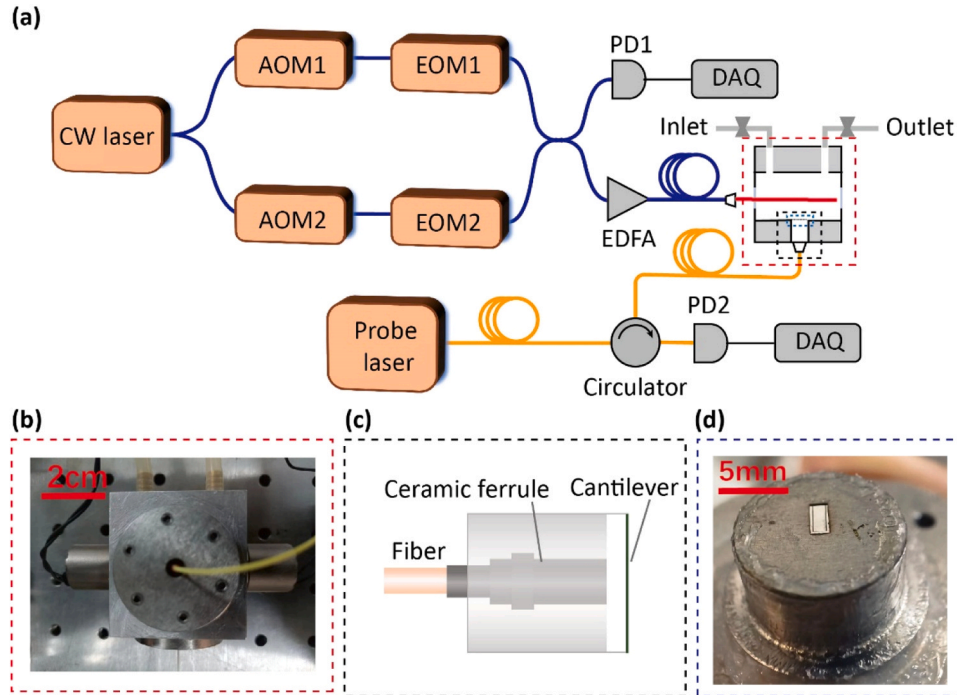 (a)
CW laser
AOM1
EOM1
AOM2
EOM2
PD1
DAQ
Inlet
Outlet
EDFA
Probe
laser
Circulator
PD2
DAQ
(b)
2cm
(c)
Ceramic ferrule
Cantilever
Fiber
(d)
5mm